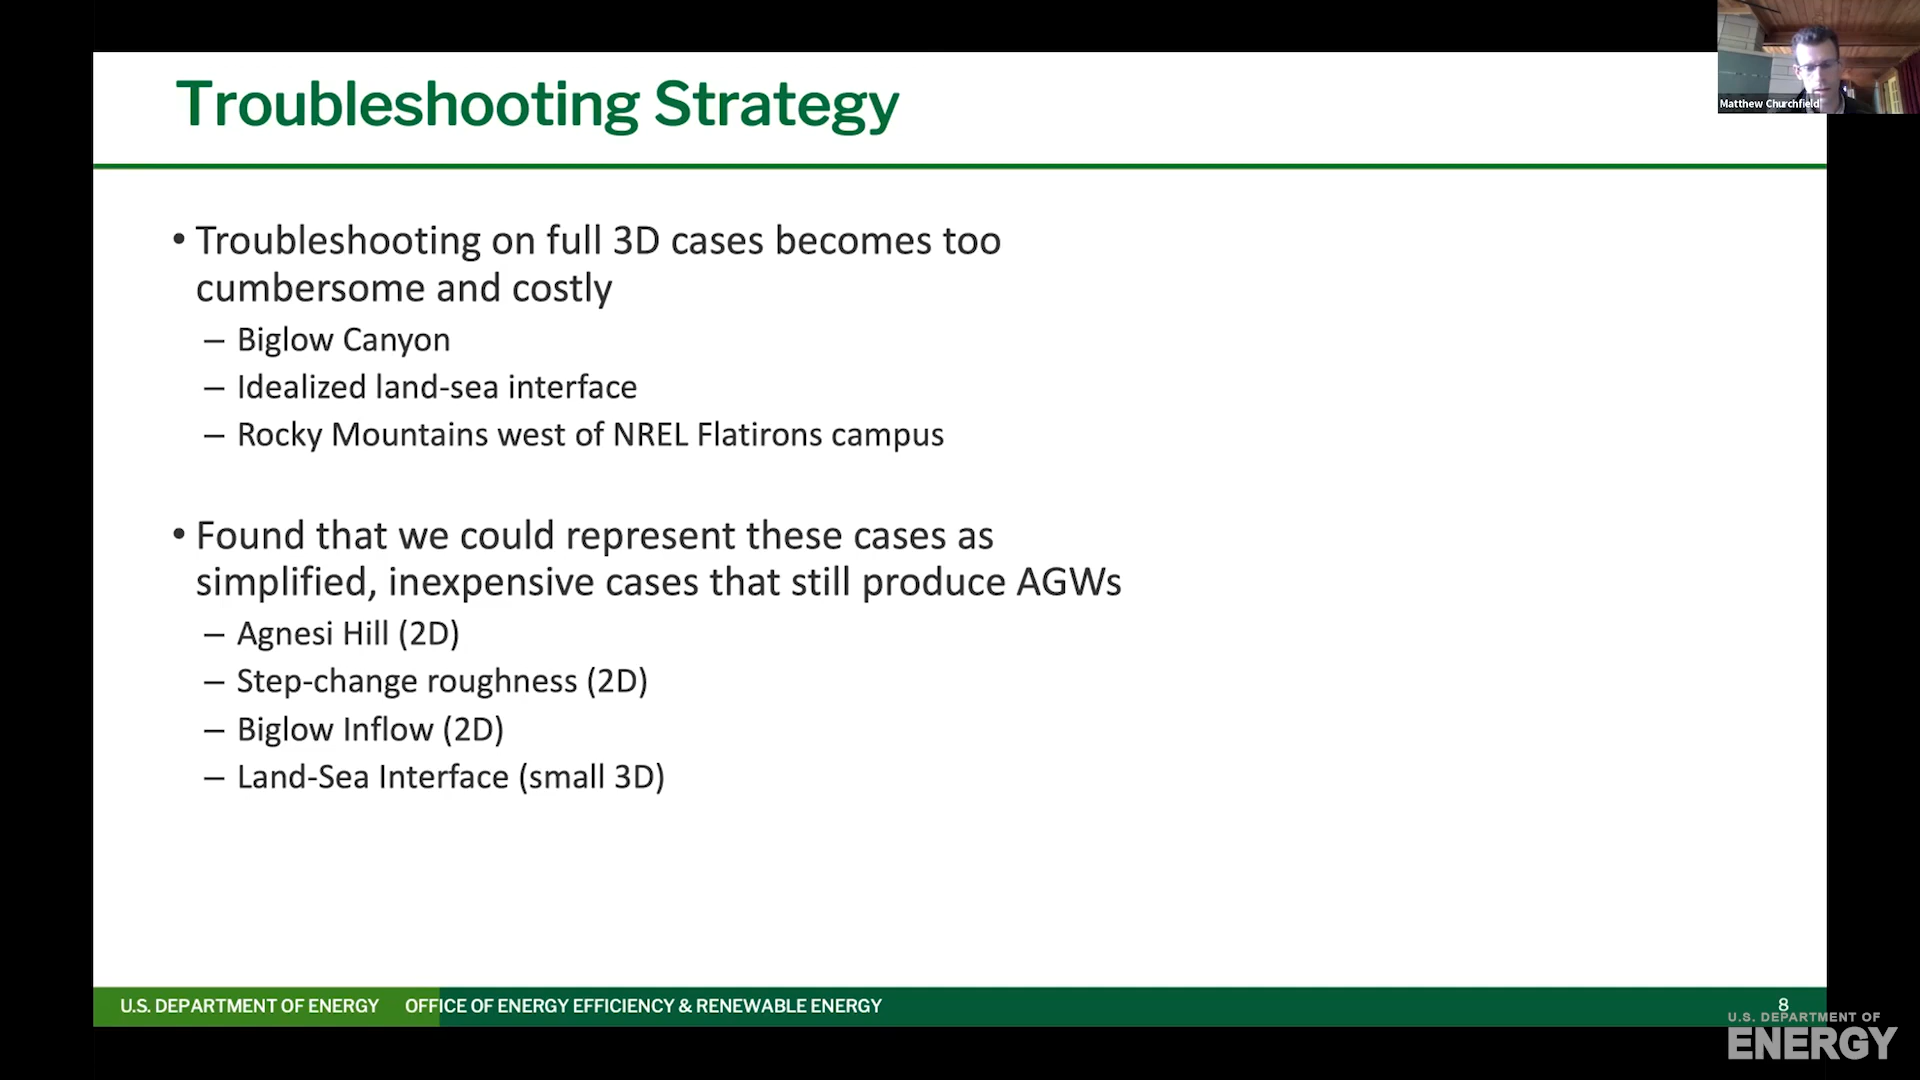 Troubleshooting Strategy
Matthew Churchfield
• Troubleshooting on full 3D cases becomes too
cumbersome and costly
– Biglow Canyon
– Idealized land-sea interface
– Rocky Mountains west of NREL Flatirons campus
• Found that we could represent these cases as
simplified, inexpensive cases that still produce AGWs
– Agnesi Hill (2D)
– Step-change roughness (2D)
– Biglow Inflow (2D)
– Land-Sea Interface (small 3D)
U.S. DEPARTMENT OF ENERGY OFFICE OF ENERGY EFFICIENCY & RENEWABLE ENERGY
8
U.S. DEPARTMENT OF
ENERGY